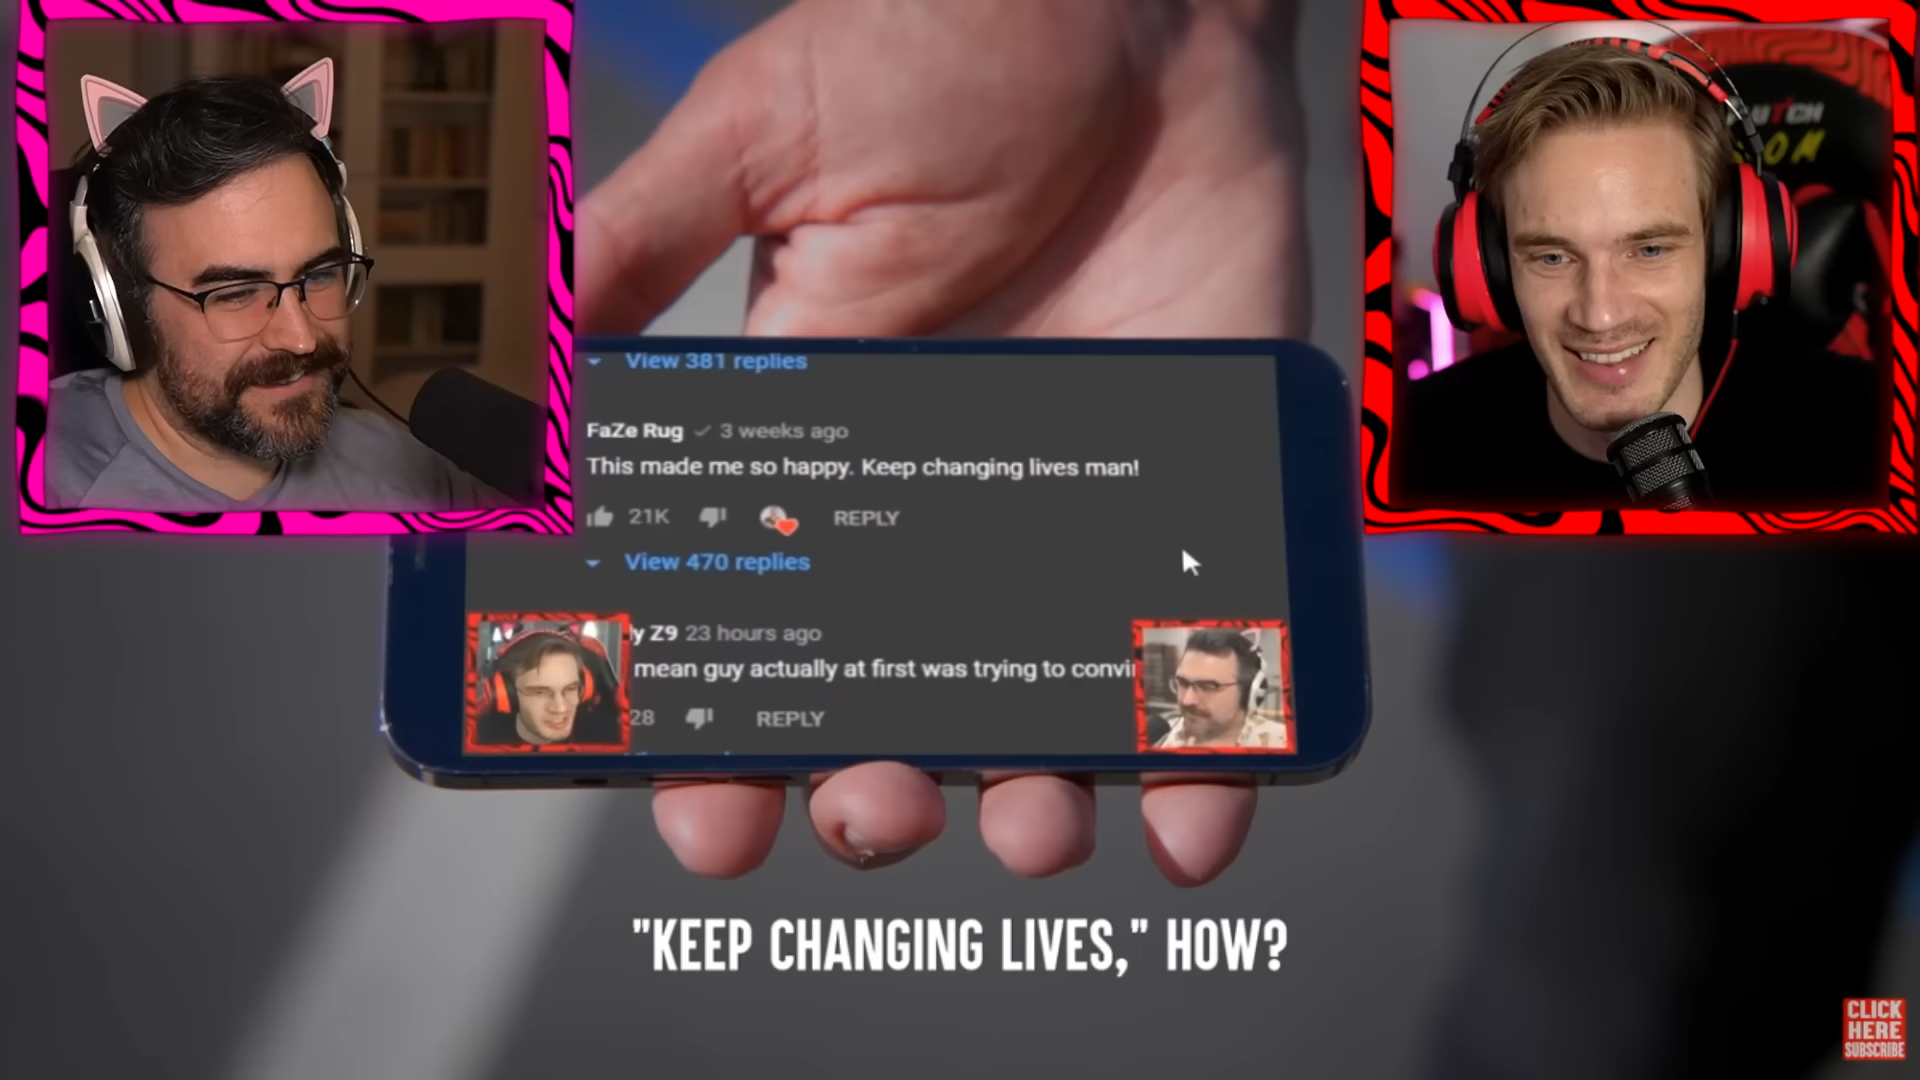 View 381 replies
FaZe Rug 3 weeks ago
This made me so happy. Keep changing lives man!
21K REPLY
View 470 replies
y Z9 23 hours ago
mean guy actually at first was trying to convi
28 REPLY
"KEEP CHANGING LIVES," HOW?
CLICK
HERE
SUBSCRIBE